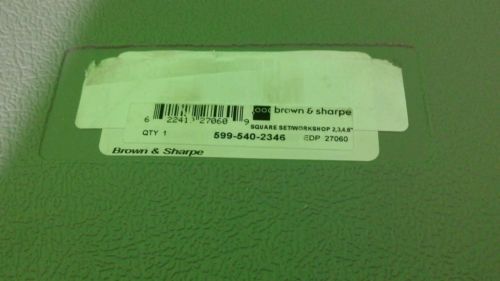 brown & sharpe
6 22413 27060 9
SQUARE SET/WORKSHOP 2,3,4,6"
QTY 1 599-540-2346 EDP 27060
Brown & Sharpe